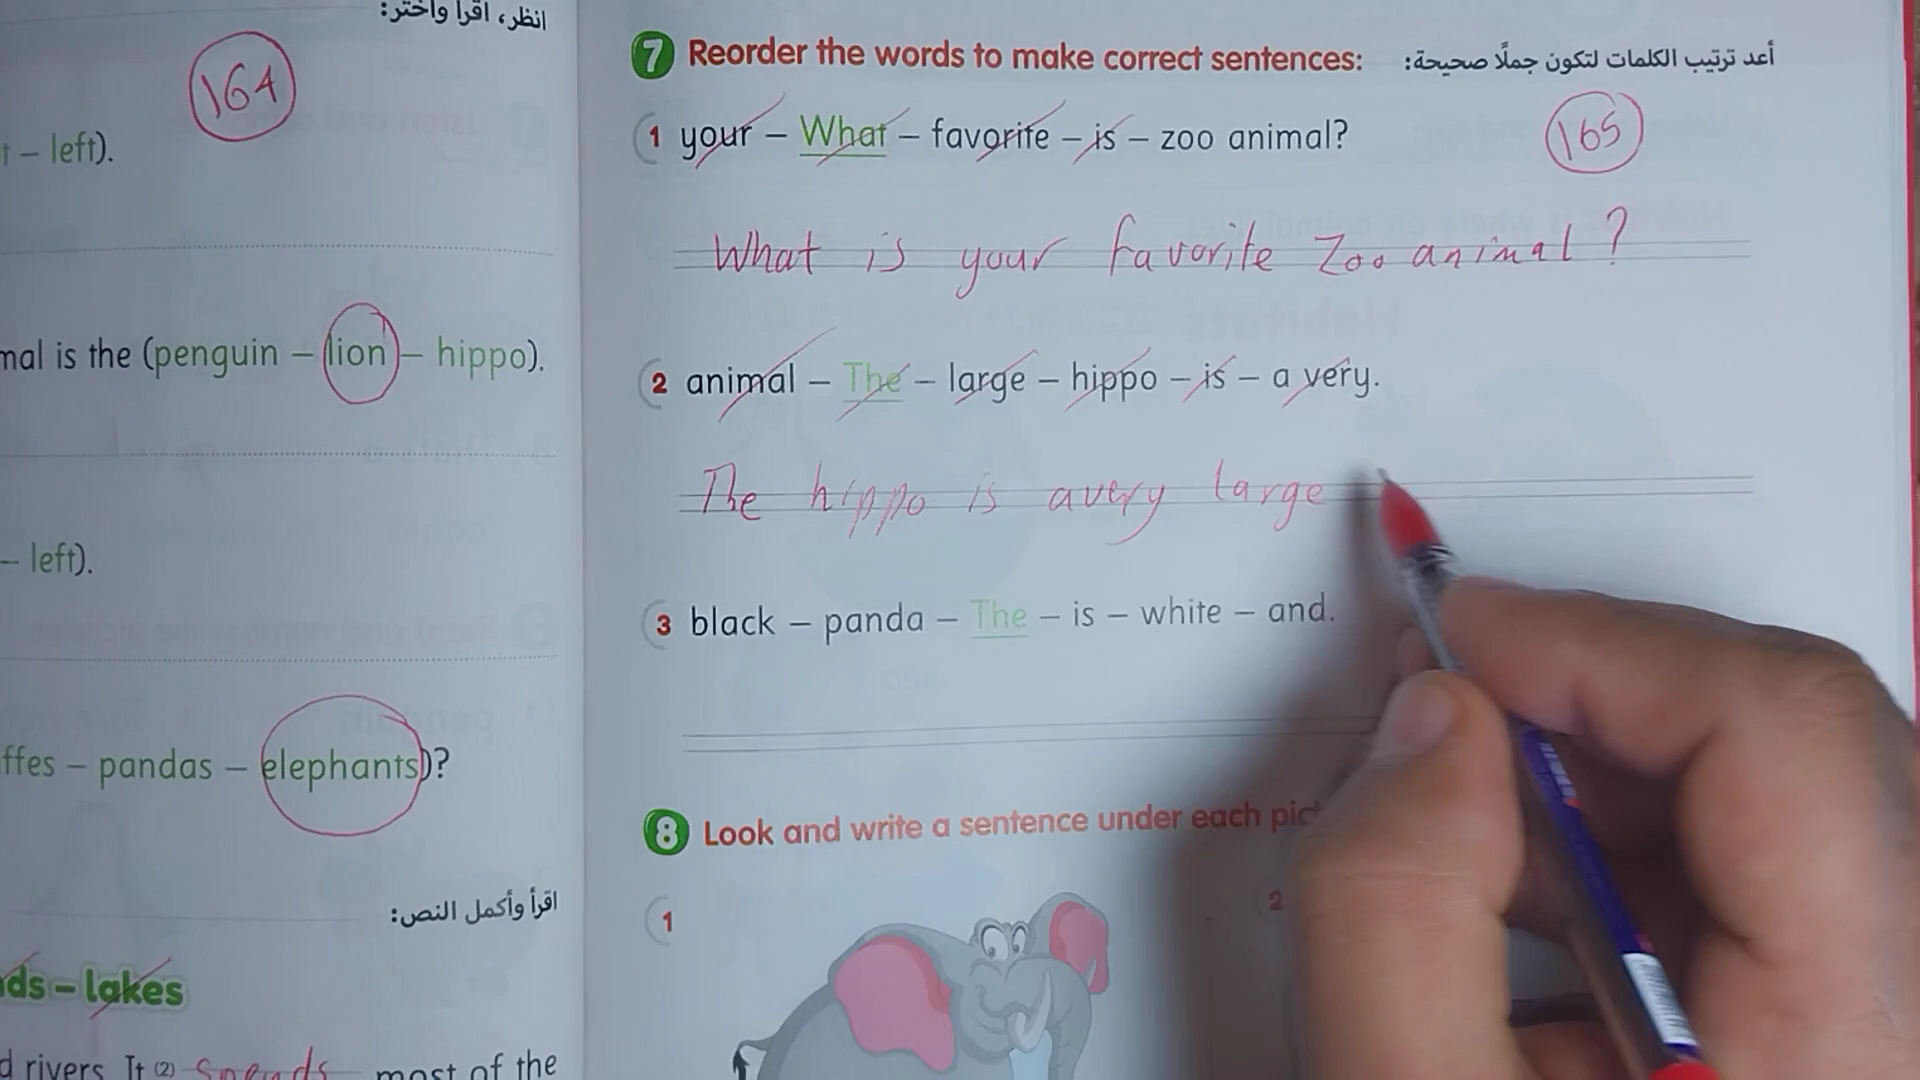 انظر، اقرأ واختر:
164
t – left).
mal is the (penguin – lion – hippo).
– left).
ffes – pandas – elephants)?
اقرأ وأكمل النص:
ds – lakes
d rivers. It (2) spends most of the
7 Reorder the words to make correct sentences: أعد ترتيب الكلمات لتكون جملًا صحيحة:
1 your – What – favorite – is – zoo animal?
165
What is your favorite Zoo animal?
2 animal – The – large – hippo – is – a very.
The hippo is a very large
3 black – panda – The – is – white – and.
8 Look and write a sentence under each pict
1
2